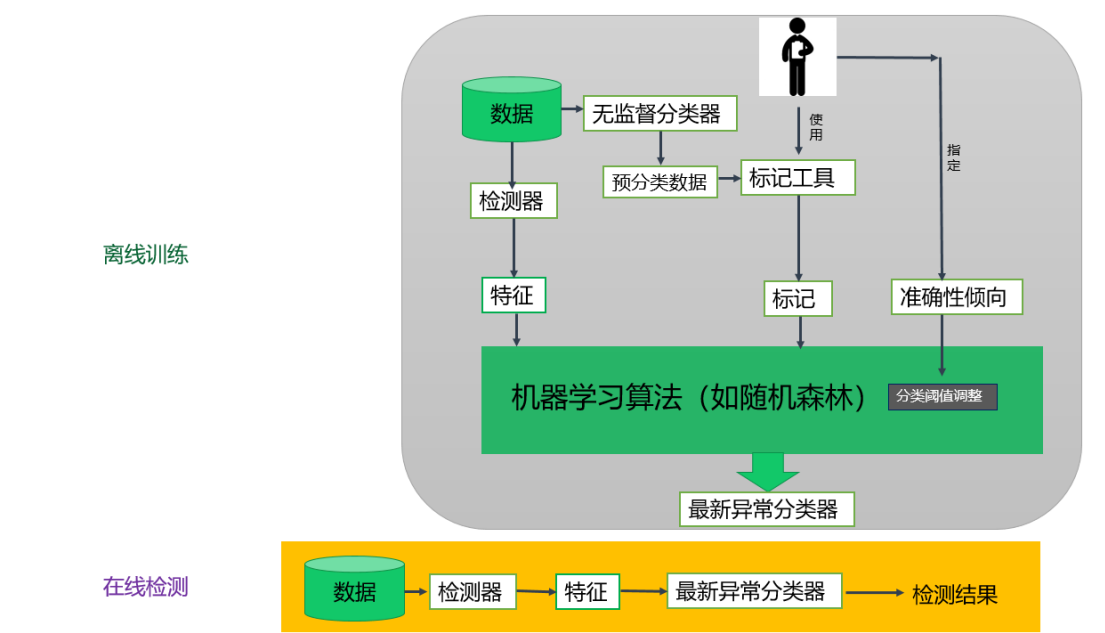 数据
无监督分类器
使用
指定
预分类数据
标记工具
检测器
离线训练
特征
标记
准确性倾向
机器学习算法（如随机森林）
分类阈值调整
最新异常分类器
在线检测
数据
检测器
特征
最新异常分类器
检测结果